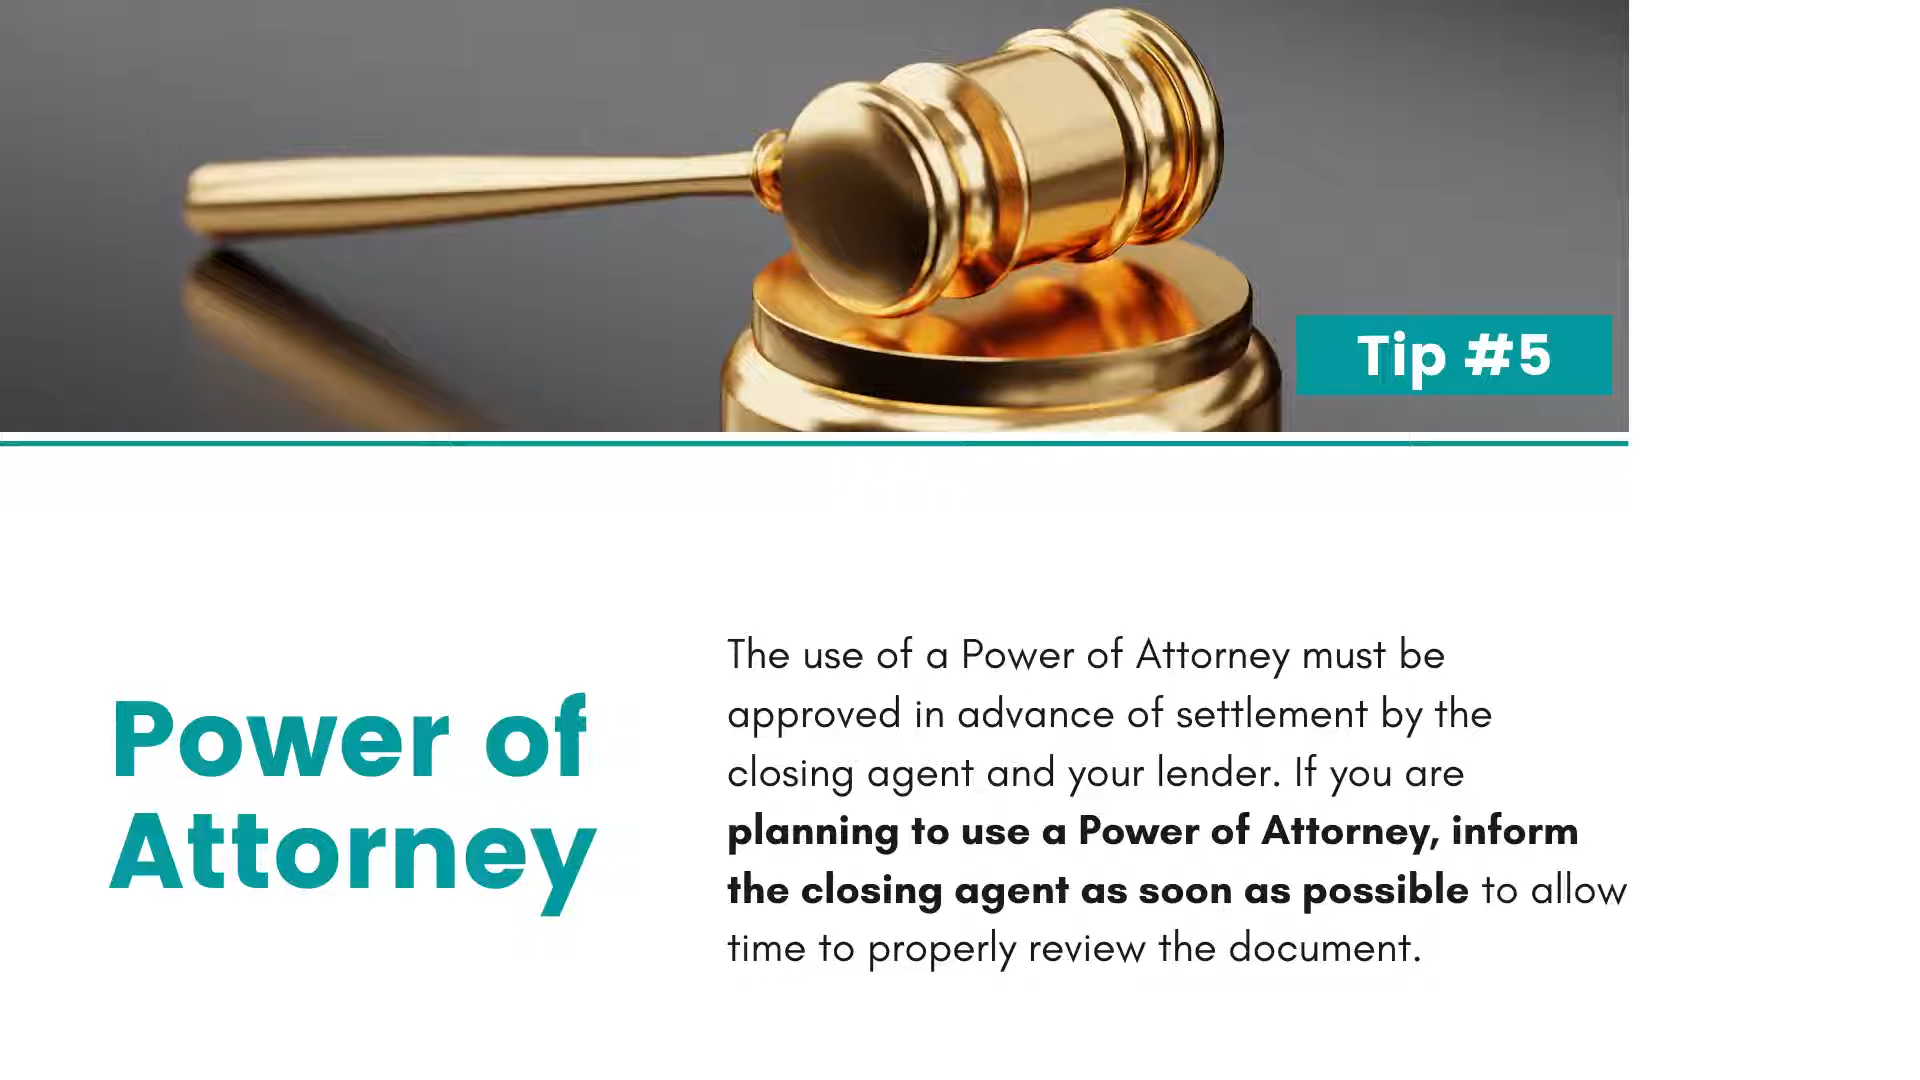 Tip #5
Power of
Attorney
The use of a Power of Attorney must be
approved in advance of settlement by the
closing agent and your lender. If you are
planning to use a Power of Attorney, inform
the closing agent as soon as possible to allow
time to properly review the document.